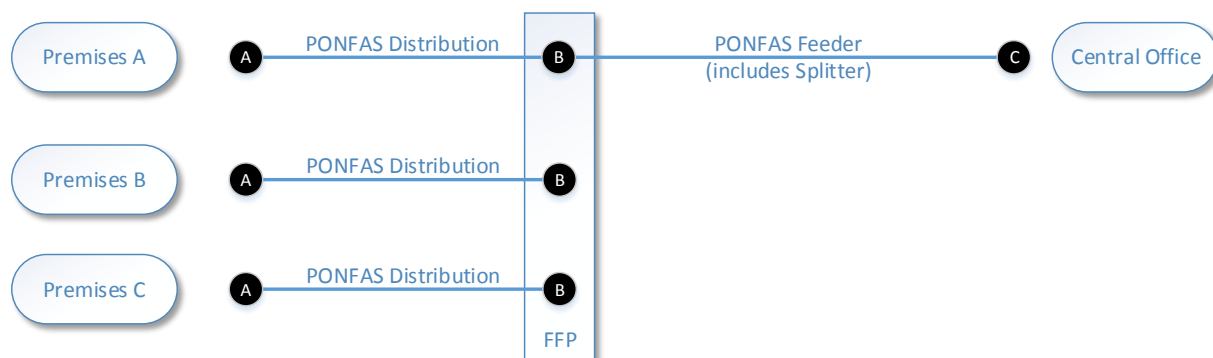 Premises A
A
PONFAS Distribution
B
PONFAS Feeder
(includes Splitter)
C
Central Office
Premises B
A
PONFAS Distribution
B
Premises C
A
PONFAS Distribution
B
FFP